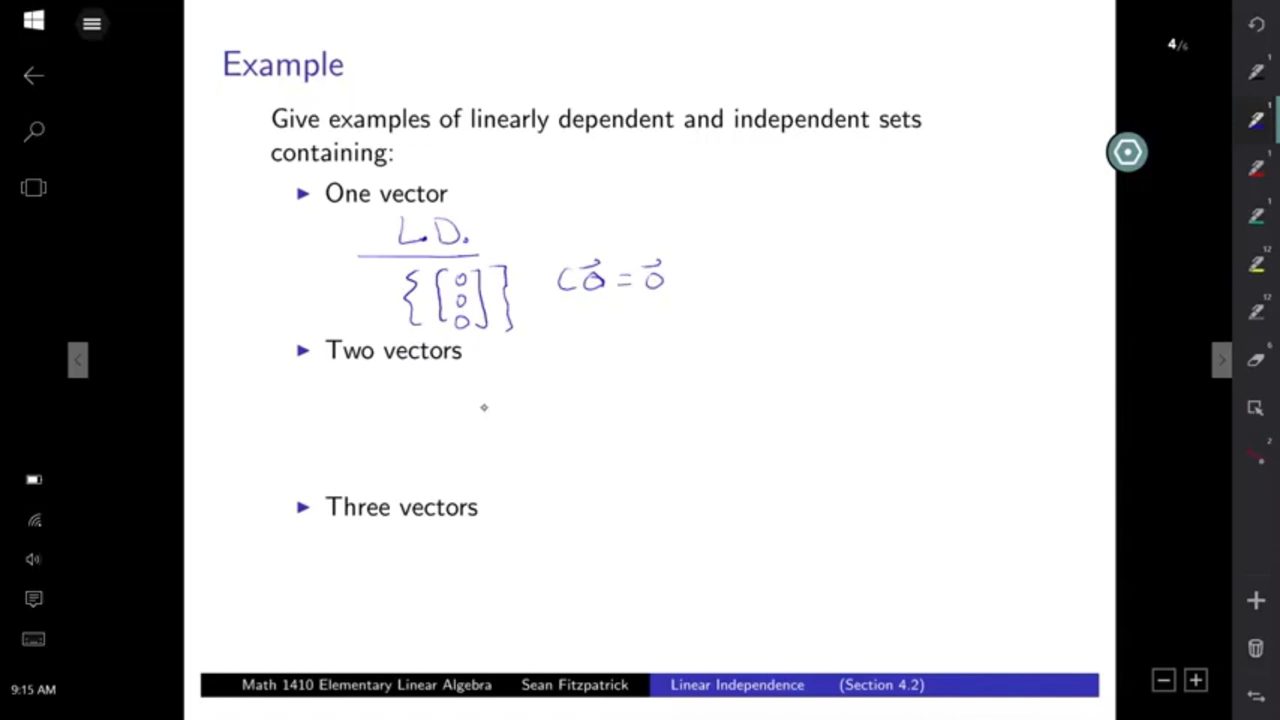 4/6
Example
Give examples of linearly dependent and independent sets
containing:
▶ One vector
L.D.
{[0 0 0]} c0⃗ = 0⃗
▶ Two vectors
▶ Three vectors
Math 1410 Elementary Linear Algebra Sean Fitzpatrick Linear Independence (Section 4.2)
9:15 AM